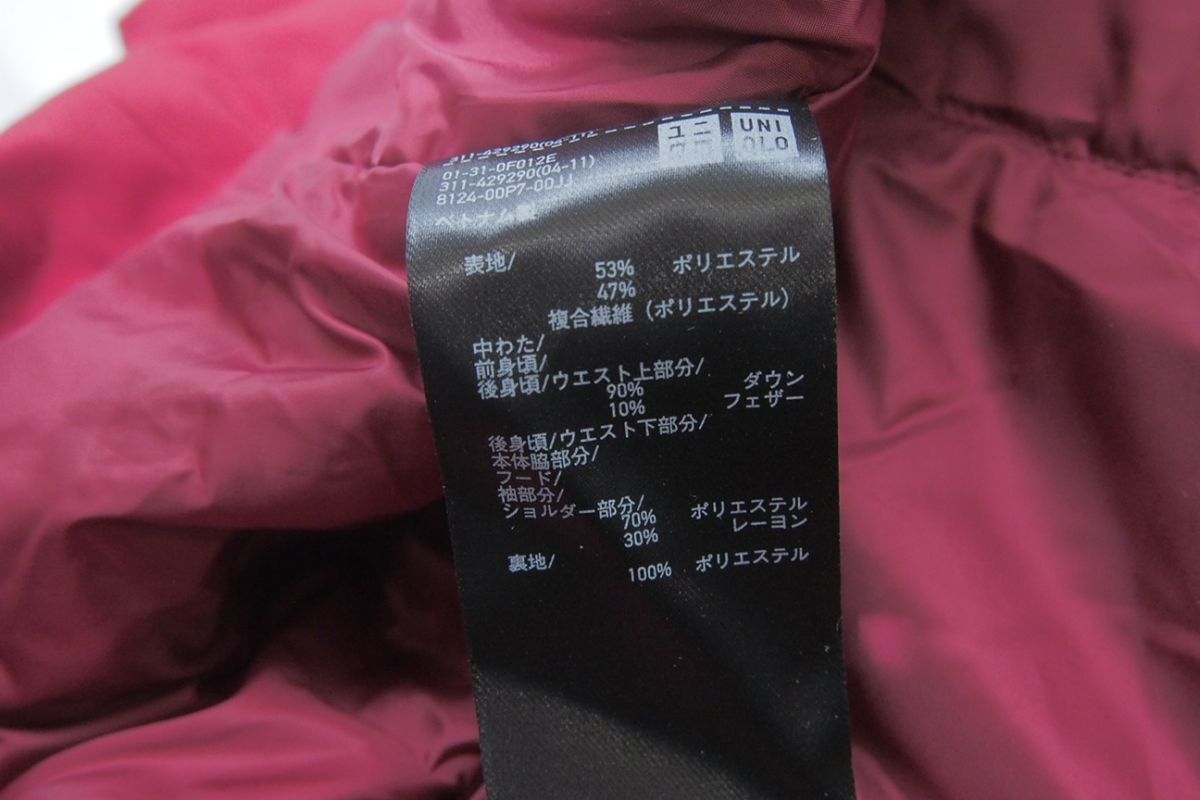 ユニ
クロ
UNI
QLO
311-429290(04-11)
01-31-0F012E
311-429290(04-11)
8124-00P7-00JJ
ベトナム製
表地/ 53% ポリエステル
47%
複合繊維(ポリエステル)
中わた/
前身頃/
後身頃/ウエスト上部分/
90% ダウン
10% フェザー
後身頃/ウエスト下部分/
本体脇部分/
フード/
袖部分/
ショルダー部分/
70% ポリエステル
30% レーヨン
裏地/ 100% ポリエステル